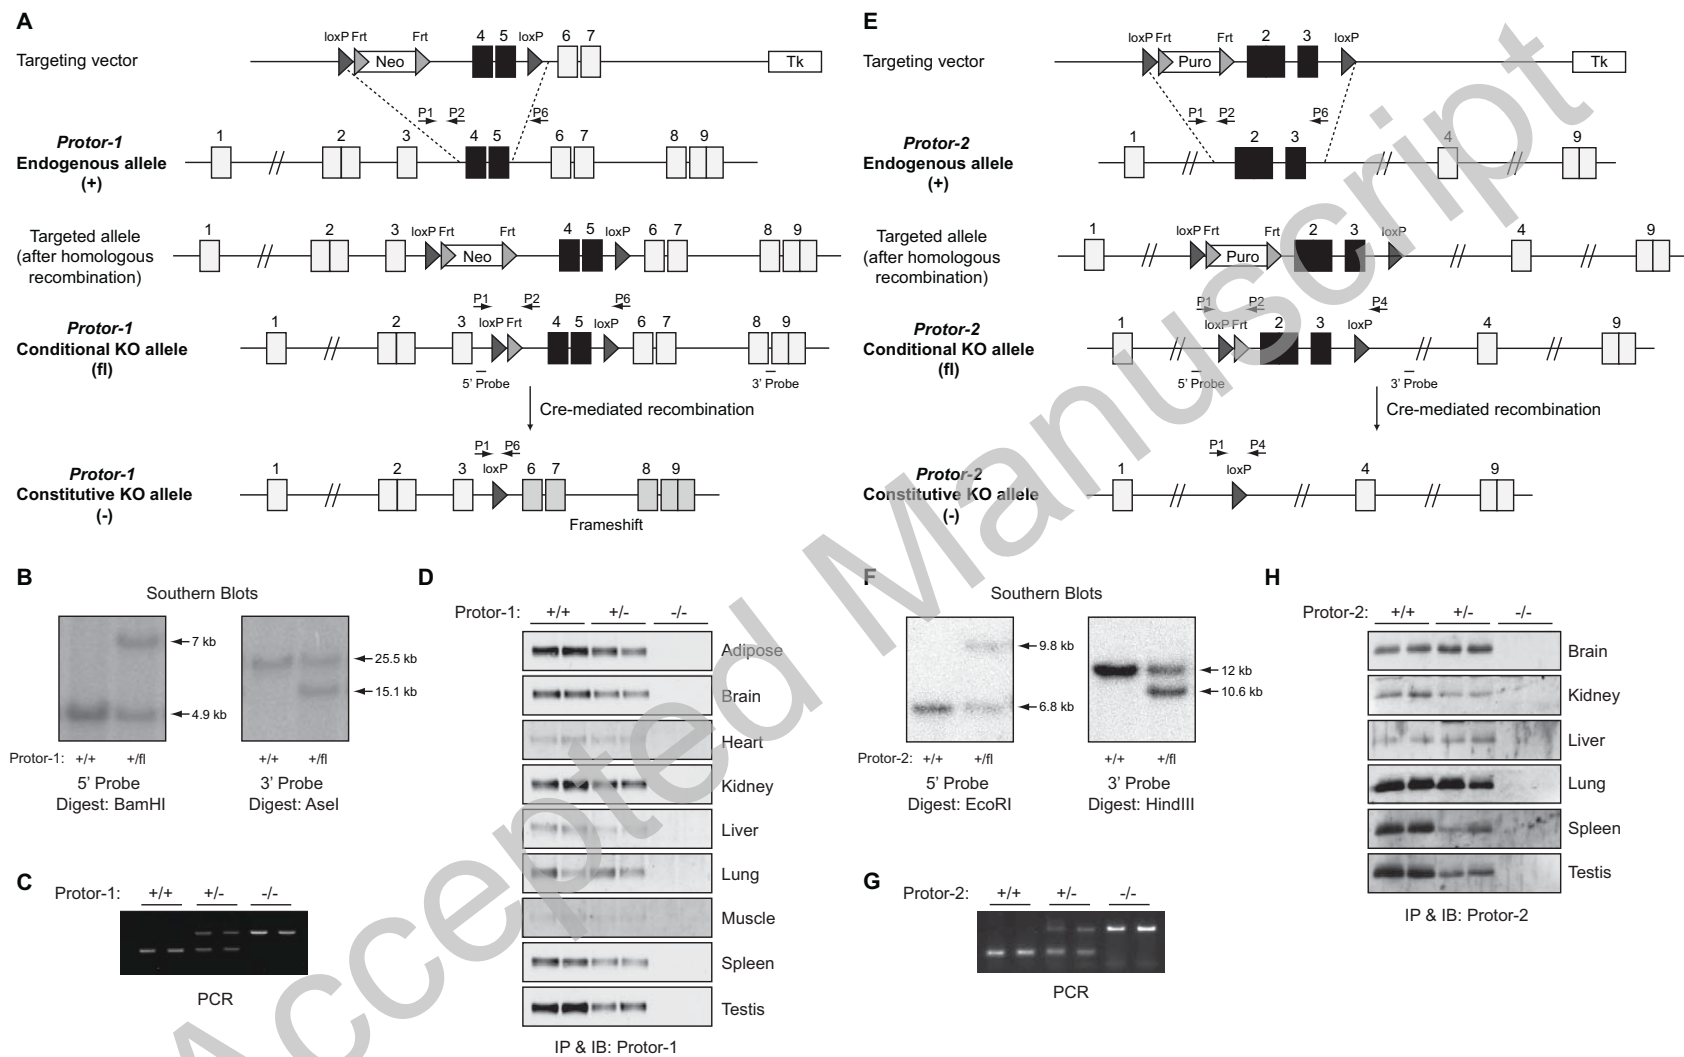 A
Targeting vector
loxP Frt Neo Frt 4 5 loxP 6 7 Tk
P1 P2 P6
Protor-1
Endogenous allele
(+)
1 2 3 4 5 6 7 8 9
Targeted allele
(after homologous
recombination)
1 2 3 loxP Frt Neo Frt 4 5 loxP 6 7 8 9
P1 P2 P6
Protor-1
Conditional KO allele
(fl)
1 2 3 loxP Frt 4 5 loxP 6 7 8 9
5' Probe 3' Probe
Cre-mediated recombination
P1 P6
Protor-1
Constitutive KO allele
(-)
1 2 3 loxP 6 7 8 9
Frameshift
E
Targeting vector
loxP Frt Puro Frt 2 3 loxP Tk
P1 P2 P6
Protor-2
Endogenous allele
(+)
1 2 3 4 9
Targeted allele
(after homologous
recombination)
1 loxP Frt Puro Frt 2 3 loxP 4 9
P1 P2 P4
Protor-2
Conditional KO allele
(fl)
1 loxP Frt 2 3 loxP 4 9
5' Probe 3' Probe
Cre-mediated recombination
P1 P4
Protor-2
Constitutive KO allele
(-)
1 loxP 4 9
B
Southern Blots
7 kb
4.9 kb
25.5 kb
15.1 kb
Protor-1: +/+ +/fl +/+ +/fl
5' Probe 3' Probe
Digest: BamHI Digest: AseI
C
Protor-1: +/+ +/- -/-
PCR
D
Protor-1: +/+ +/- -/-
Adipose
Brain
Heart
Kidney
Liver
Lung
Muscle
Spleen
Testis
IP & IB: Protor-1
F
Southern Blots
9.8 kb
6.8 kb
12 kb
10.6 kb
Protor-2: +/+ +/fl +/+ +/fl
5' Probe 3' Probe
Digest: EcoRI Digest: HindIII
G
Protor-2: +/+ +/- -/-
PCR
H
Protor-2: +/+ +/- -/-
Brain
Kidney
Liver
Lung
Spleen
Testis
IP & IB: Protor-2
Accepted Manuscript